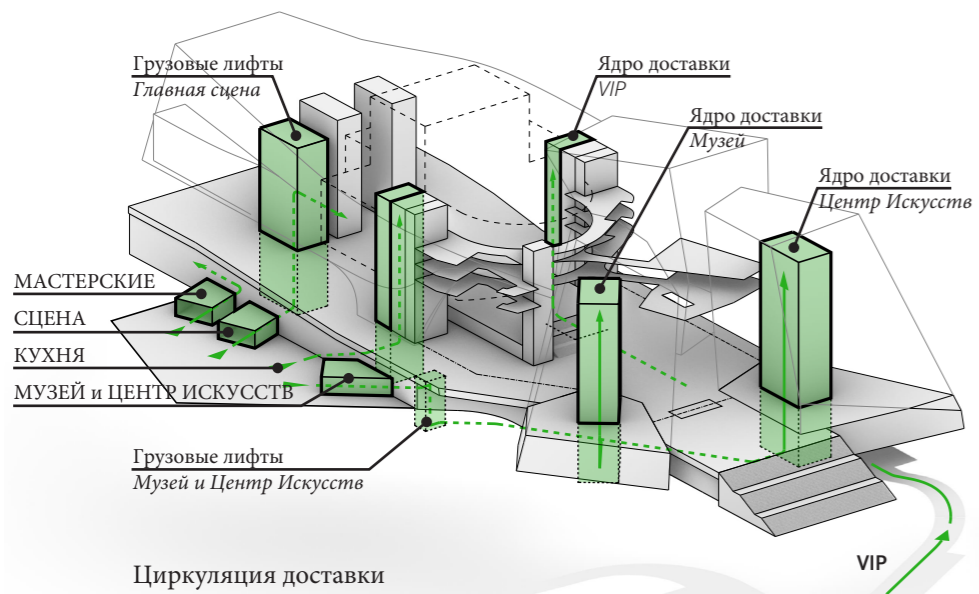 Грузовые лифты
Главная сцена
Ядро доставки
VIP
Ядро доставки
Музей
Ядро доставки
Центр Искусств
МАСТЕРСКИЕ
СЦЕНА
КУХНЯ
МУЗЕЙ и ЦЕНТР ИСКУССТВ
Грузовые лифты
Музей и Центр Искусств
VIP
Циркуляция доставки